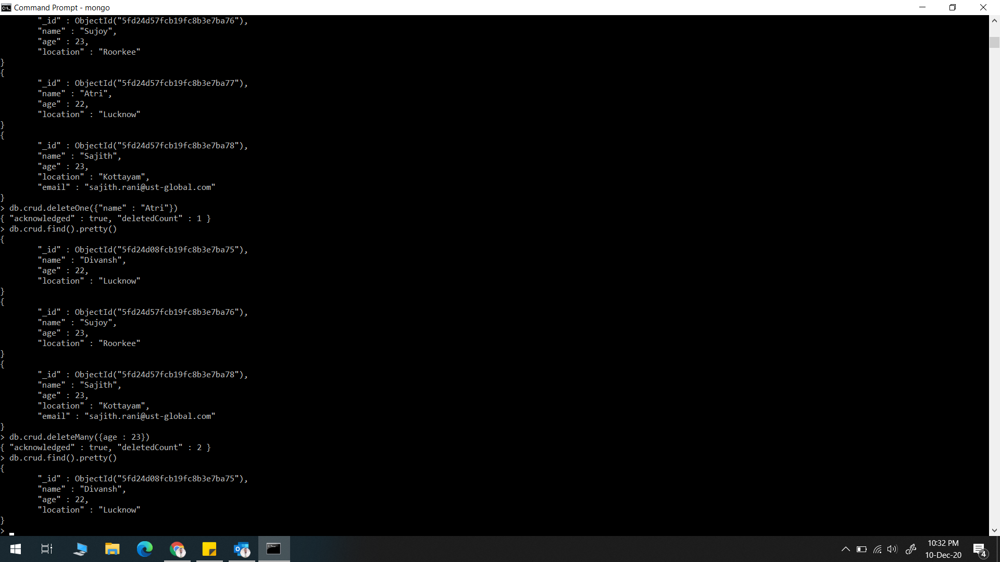 Command Prompt - mongo
"_id" : ObjectId("5fd24d57fcb19fc8b3e7ba76"),
"name" : "Sujoy",
"age" : 23,
"location" : "Roorkee"
}
{
"_id" : ObjectId("5fd24d57fcb19fc8b3e7ba77"),
"name" : "Atri",
"age" : 22,
"location" : "Lucknow"
}
{
"_id" : ObjectId("5fd24d57fcb19fc8b3e7ba78"),
"name" : "Sajith",
"age" : 23,
"location" : "Kottayam",
"email" : "sajith.rani@ust-global.com"
}
> db.crud.deleteOne({"name" : "Atri"})
{ "acknowledged" : true, "deletedCount" : 1 }
> db.crud.find().pretty()
{
"_id" : ObjectId("5fd24d08fcb19fc8b3e7ba75"),
"name" : "Divansh",
"age" : 22,
"location" : "Lucknow"
}
{
"_id" : ObjectId("5fd24d57fcb19fc8b3e7ba76"),
"name" : "Sujoy",
"age" : 23,
"location" : "Roorkee"
}
{
"_id" : ObjectId("5fd24d57fcb19fc8b3e7ba78"),
"name" : "Sajith",
"age" : 23,
"location" : "Kottayam",
"email" : "sajith.rani@ust-global.com"
}
> db.crud.deleteMany({age : 23})
{ "acknowledged" : true, "deletedCount" : 2 }
> db.crud.find().pretty()
{
"_id" : ObjectId("5fd24d08fcb19fc8b3e7ba75"),
"name" : "Divansh",
"age" : 22,
"location" : "Lucknow"
}
>
10:32 PM
10-Dec-20
4